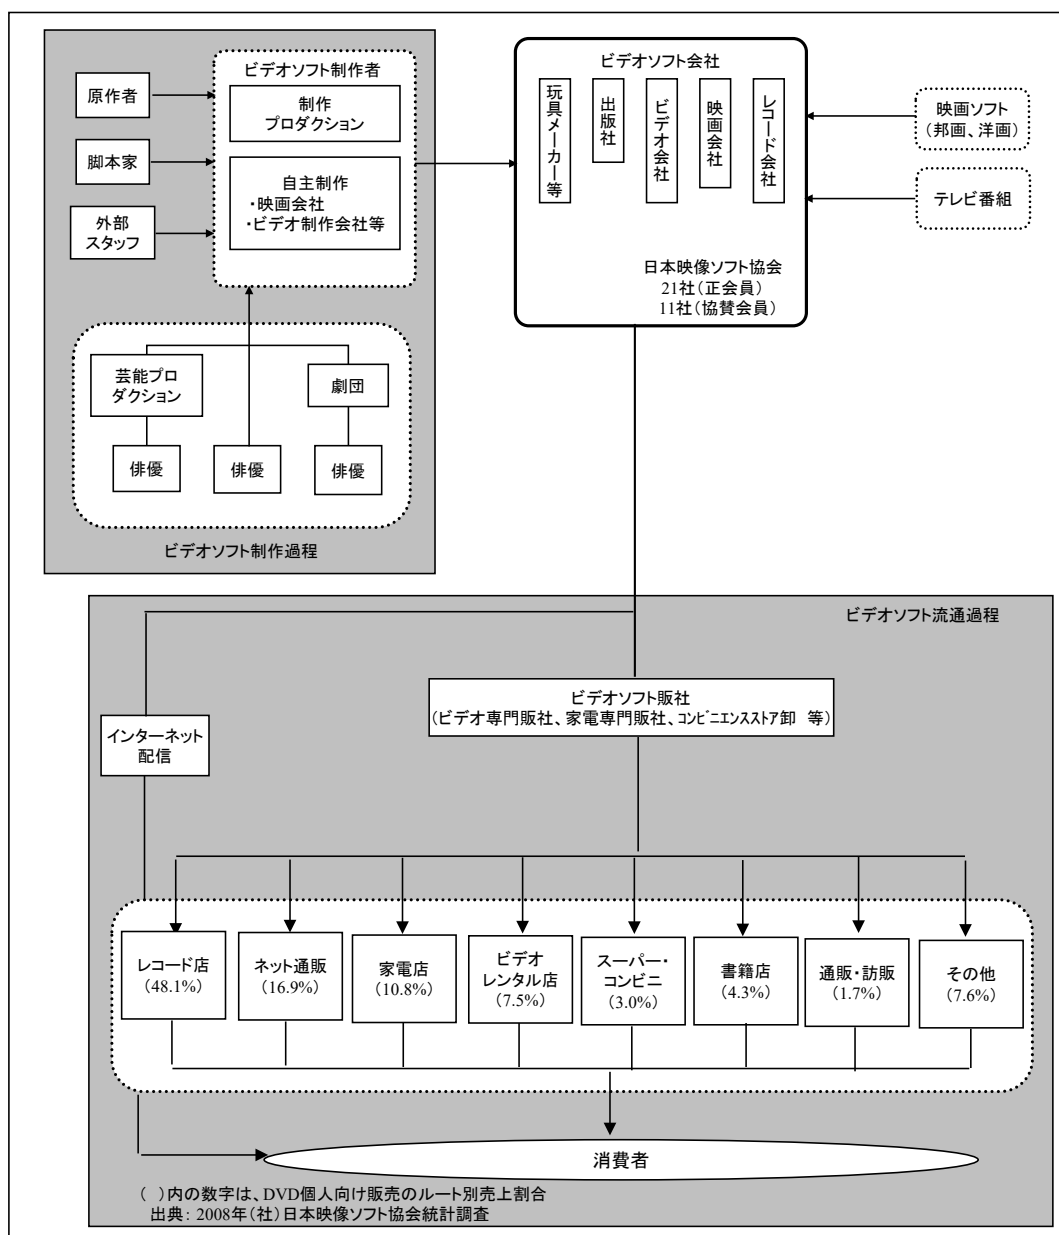 ビデオソフト制作者
原作者
脚本家
外部
スタッフ
制作
プロダクション
自主制作
・映画会社
・ビデオ制作会社等
芸能プロ
ダクション
劇団
俳優
俳優
俳優
ビデオソフト制作過程
ビデオソフト会社
玩具メーカー等
出版社
ビデオ会社
映画会社
レコード会社
日本映像ソフト協会
21社(正会員)
11社(協賛会員)
映画ソフト
(邦画、洋画)
テレビ番組
ビデオソフト流通過程
ビデオソフト販社
(ビデオ専門販社、家電専門販社、コンビニエンスストア卸 等)
インターネット
配信
レコード店
(48.1%)
ネット通販
(16.9%)
家電店
(10.8%)
ビデオ
レンタル店
(7.5%)
スーパー・
コンビニ
(3.0%)
書籍店
(4.3%)
通販・訪販
(1.7%)
その他
(7.6%)
消費者
( )内の数字は、DVD個人向け販売のルート別売上割合
出典: 2008年(社)日本映像ソフト協会統計調査